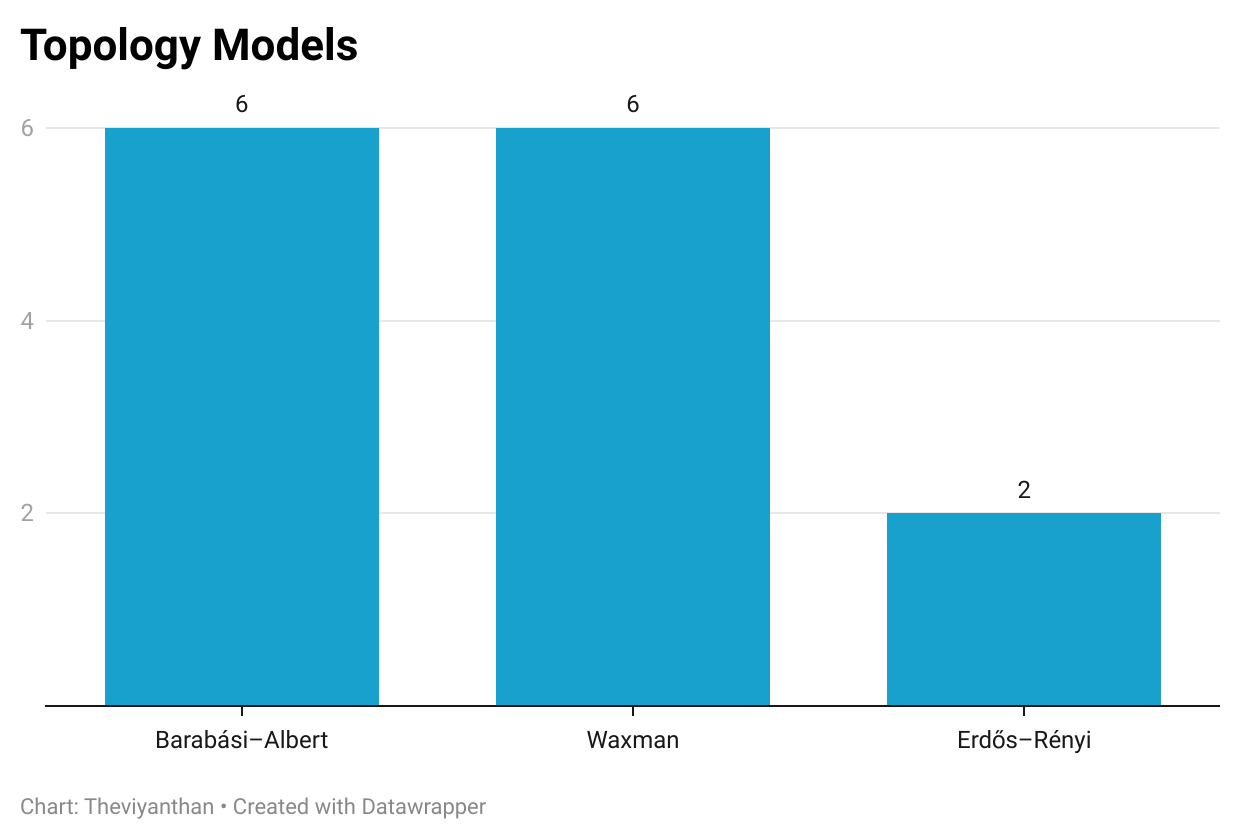 Topology Models
6 6
6
4
2
2
Barabási–Albert Waxman Erdős–Rényi
Chart: Theviyanthan • Created with Datawrapper